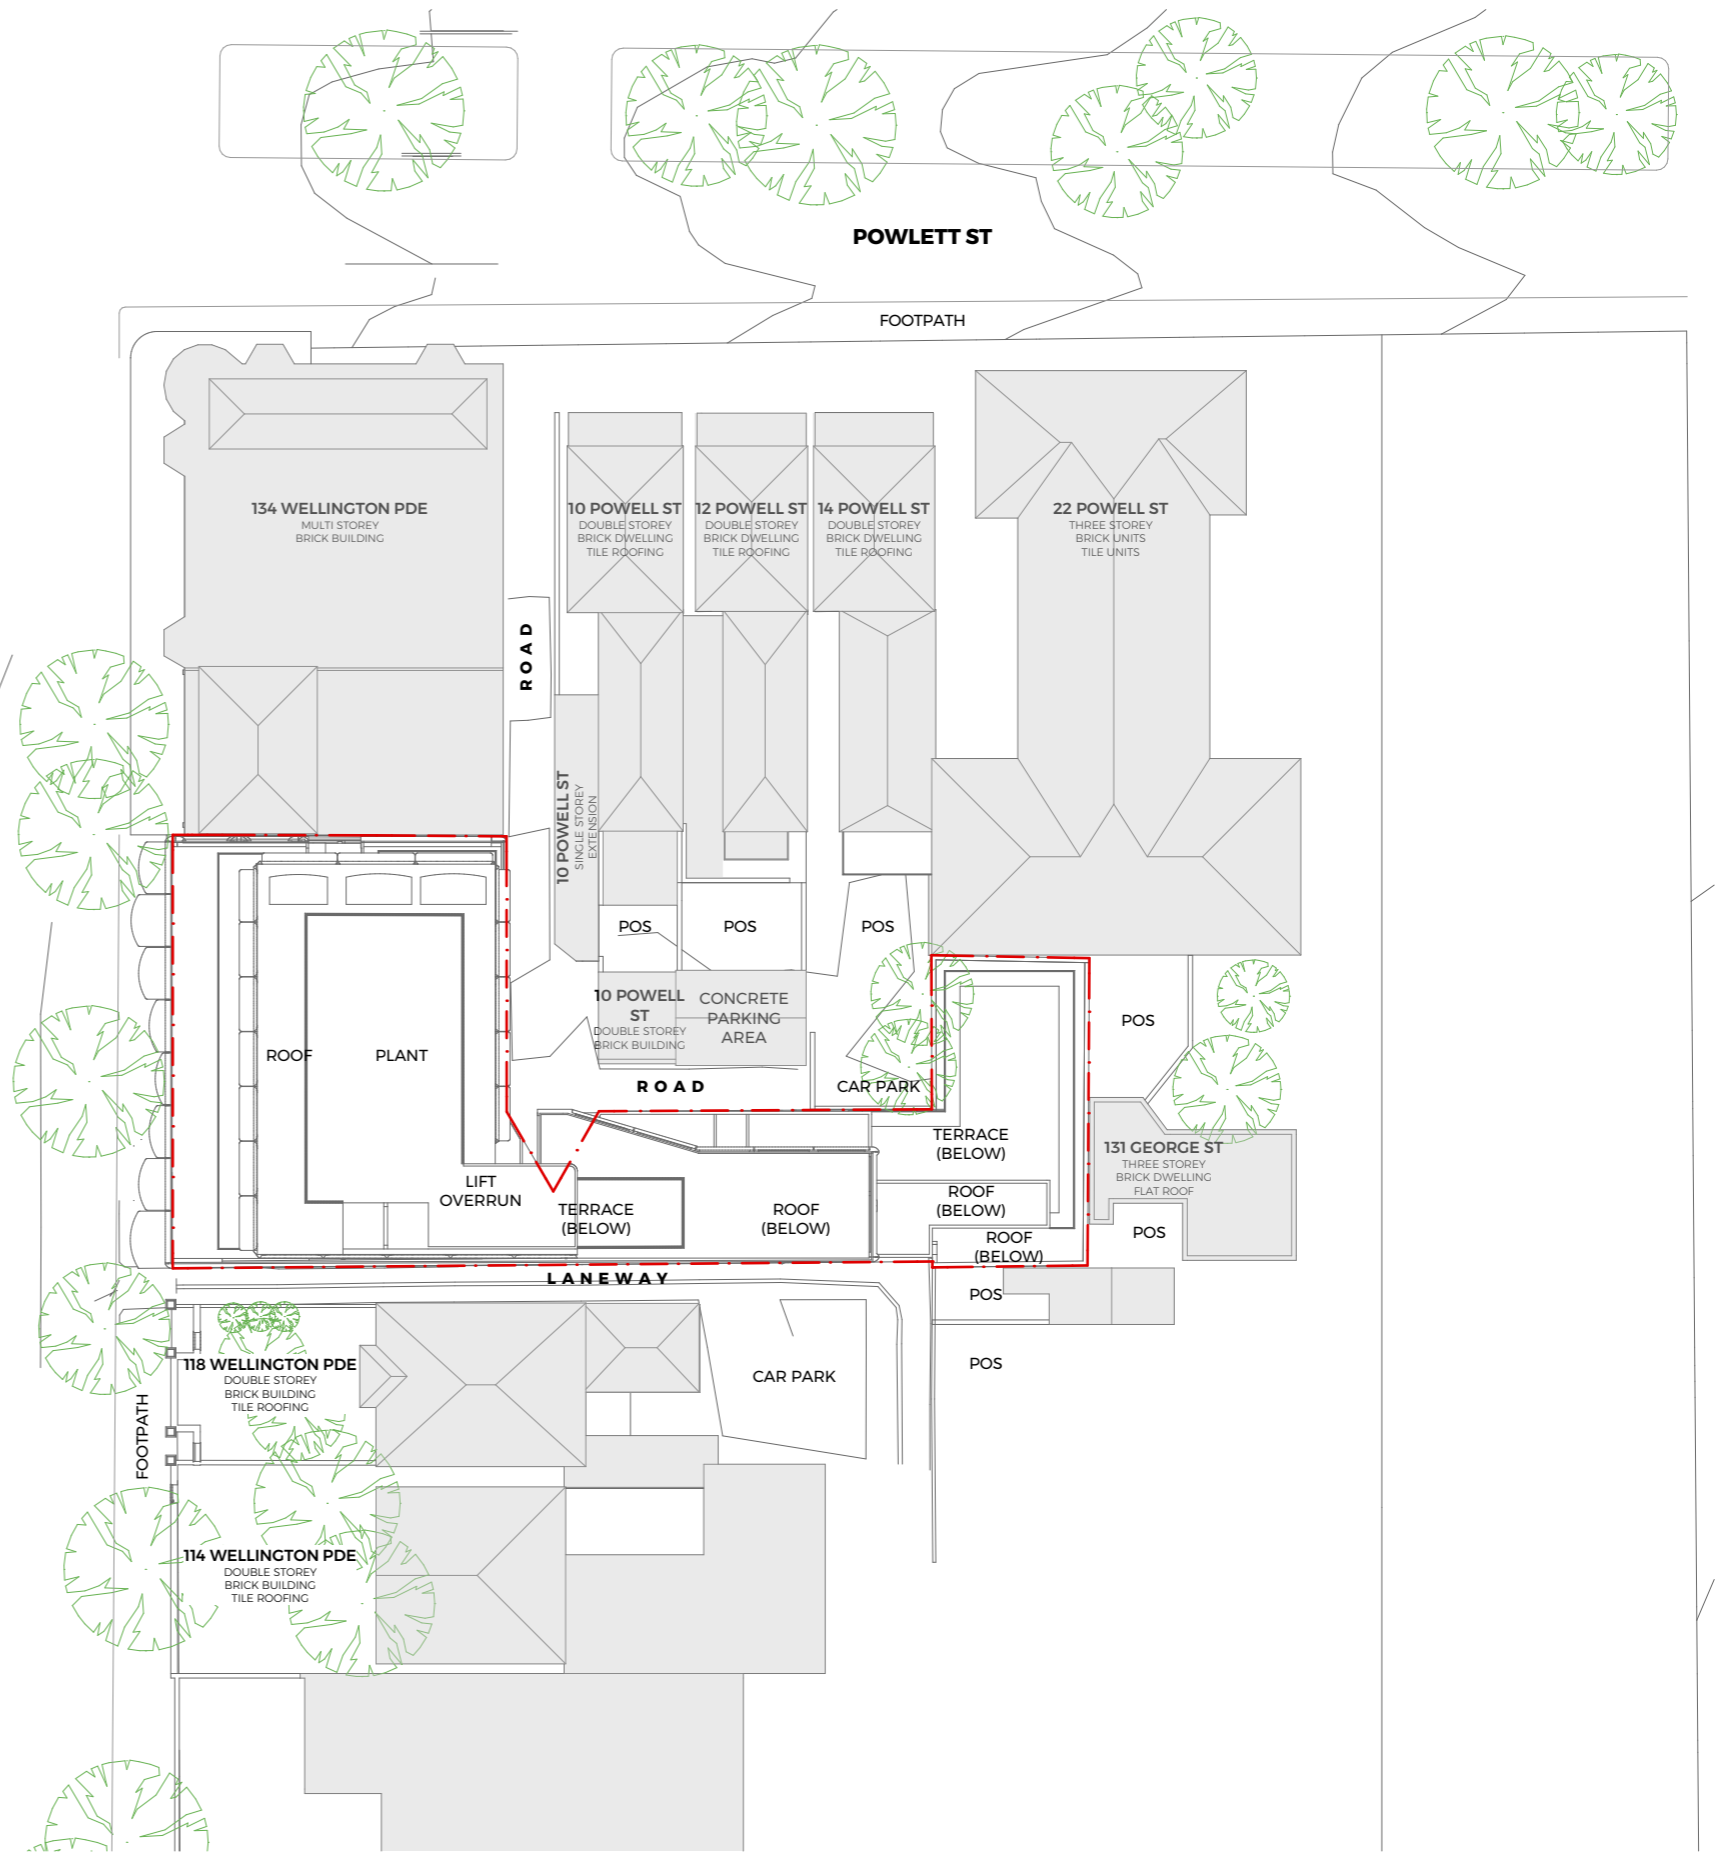 POWLETT ST
FOOTPATH
134 WELLINGTON PDE
MULTI STOREY
BRICK BUILDING
10 POWELL ST
DOUBLE STOREY
BRICK DWELLING
TILE ROOFING
12 POWELL ST
DOUBLE STOREY
BRICK DWELLING
TILE ROOFING
14 POWELL ST
DOUBLE STOREY
BRICK DWELLING
TILE ROOFING
22 POWELL ST
THREE STOREY
BRICK UNITS
TILE UNITS
ROAD
10 POWELL ST
SINGLE STOREY
EXTENSION
POS
POS
POS
10 POWELL
ST
DOUBLE STOREY
BRICK BUILDING
CONCRETE
PARKING
AREA
POS
ROOF
PLANT
ROAD
CAR PARK
TERRACE
(BELOW)
131 GEORGE ST
THREE STOREY
BRICK DWELLING
FLAT ROOF
LIFT
OVERRUN
TERRACE
(BELOW)
ROOF
(BELOW)
ROOF
(BELOW)
ROOF
(BELOW)
POS
LANEWAY
POS
POS
118 WELLINGTON PDE
DOUBLE STOREY
BRICK BUILDING
TILE ROOFING
CAR PARK
FOOTPATH
114 WELLINGTON PDE
DOUBLE STOREY
BRICK BUILDING
TILE ROOFING